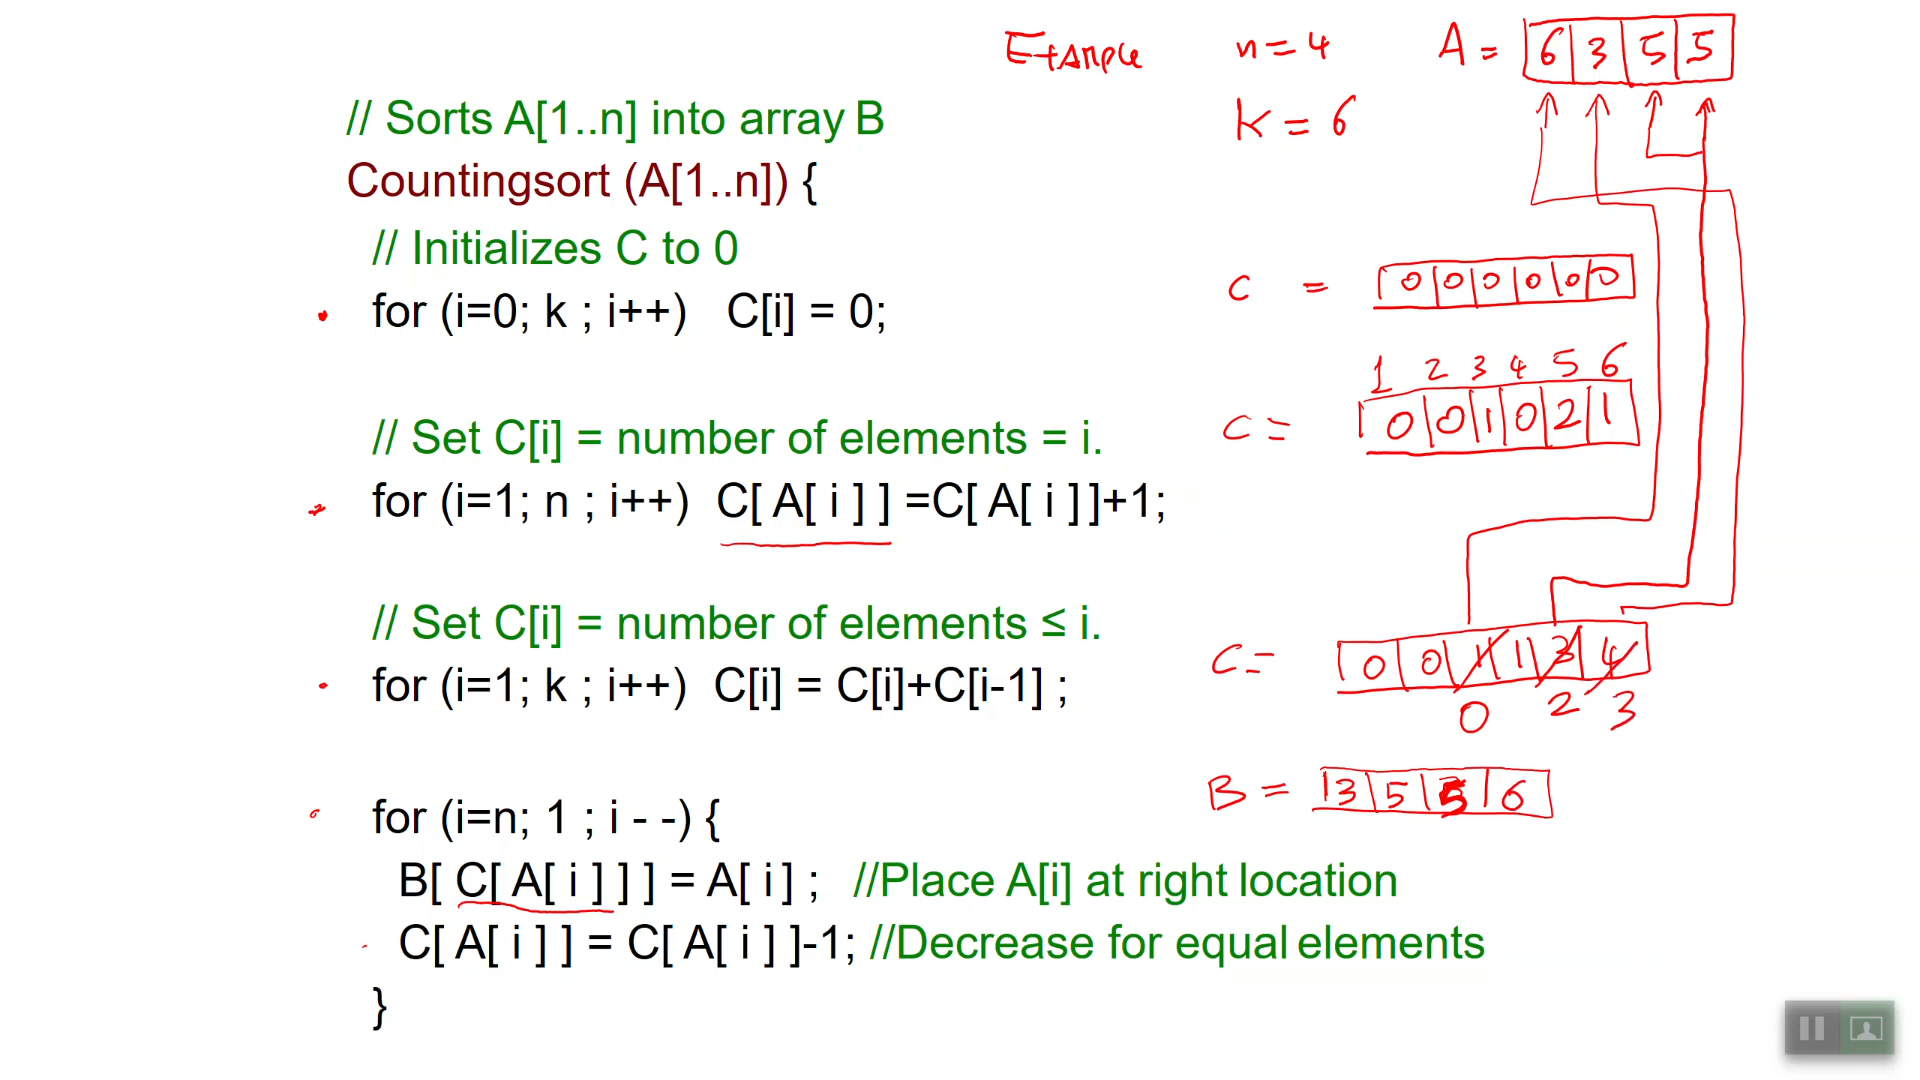 Example n=4 A= 6 3 5 5
k=6
// Sorts A[1..n] into array B
Countingsort (A[1..n]) {
// Initializes C to 0
C = 0 0 0 0 0 0
for (i=0; k ; i++) C[i] = 0;
1 2 3 4 5 6
C= 0 0 1 0 2 1
// Set C[i] = number of elements = i.
for (i=1; n ; i++) C[ A[ i ] ] =C[ A[ i ] ]+1;
// Set C[i] = number of elements ≤ i.
C= 0 0 1 1 3 4
for (i=1; k ; i++) C[i] = C[i]+C[i-1] ;
0 2 3
B= 3 5 5 6
for (i=n; 1 ; i - -) {
B[ C[ A[ i ] ] ] = A[ i ] ; //Place A[i] at right location
C[ A[ i ] ] = C[ A[ i ] ]-1; //Decrease for equal elements
}